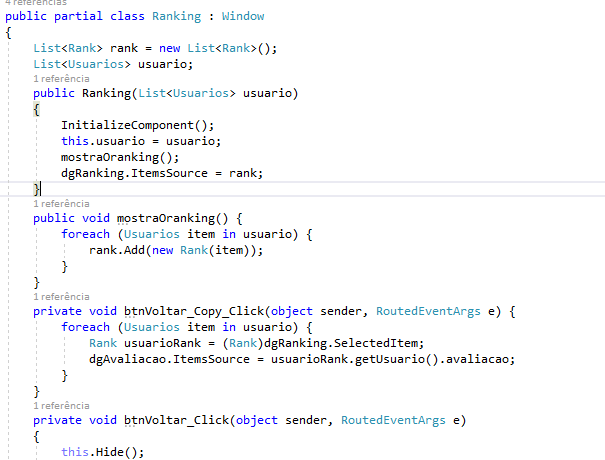 4 referências
public partial class Ranking : Window
{
List<Rank> rank = new List<Rank>();
List<Usuarios> usuario;
1 referência
public Ranking(List<Usuarios> usuario)
{
InitializeComponent();
this.usuario = usuario;
mostraOranking();
dgRanking.ItemsSource = rank;
}
1 referência
public void mostraOranking() {
foreach (Usuarios item in usuario) {
rank.Add(new Rank(item));
}
}
1 referência
private void btnVoltar_Copy_Click(object sender, RoutedEventArgs e) {
foreach (Usuarios item in usuario) {
Rank usuarioRank = (Rank)dgRanking.SelectedItem;
dgAvaliacao.ItemsSource = usuarioRank.getUsuario().avaliacao;
}
}
1 referência
private void btnVoltar_Click(object sender, RoutedEventArgs e)
{
this.Hide();